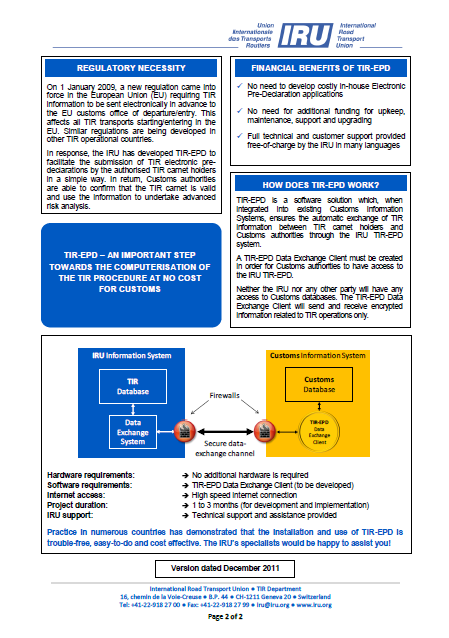 Union
Internationale
des Transports
Routiers
IRU
International
Road
Transport
Union
REGULATORY NECESSITY
On 1 January 2009, a new regulation came into
force in the European Union (EU) requiring TIR
information to be sent electronically in advance to
the EU customs office of departure/entry. This
affects all TIR transports starting/entering in the
EU. Similar regulations are being developed in
other TIR operational countries.
In response, the IRU has developed TIR-EPD to
facilitate the submission of TIR electronic pre-
declarations by the authorised TIR carnet holders
in a simple way. In return, Customs authorities
are able to confirm that the TIR carnet is valid
and use the information to undertake advanced
risk analysis.
TIR-EPD – AN IMPORTANT STEP
TOWARDS THE COMPUTERISATION OF
THE TIR PROCEDURE AT NO COST
FOR CUSTOMS
FINANCIAL BENEFITS OF TIR-EPD
✓ No need to develop costly in-house Electronic
Pre-Declaration applications
✓ No need for additional funding for upkeep,
maintenance, support and upgrading
✓ Full technical and customer support provided
free-of-charge by the IRU in many languages
HOW DOES TIR-EPD WORK?
TIR-EPD is a software solution which, when
integrated into existing Customs Information
Systems, ensures the automatic exchange of TIR
information between TIR carnet holders and
Customs authorities through the IRU TIR-EPD
system.
A TIR-EPD Data Exchange Client must be created
in order for Customs authorities to have access to
the IRU TIR-EPD.
Neither the IRU nor any other party will have any
access to Customs databases. The TIR-EPD Data
Exchange Client will send and receive encrypted
information related to TIR operations only.
IRU Information System
TIR
Database
Data
Exchange
System
Firewalls
Secure data-
exchange channel
Customs Information System
Customs
Database
TIR-EPD
Data
Exchange
Client
Hardware requirements: ➔ No additional hardware is required
Software requirements: ➔ TIR-EPD Data Exchange Client (to be developed)
Internet access: ➔ High speed internet connection
Project duration: ➔ 1 to 3 months (for development and implementation)
IRU support: ➔ Technical support and assistance provided
Practice in numerous countries has demonstrated that the installation and use of TIR-EPD is
trouble-free, easy-to-do and cost effective. The IRU's specialists would be happy to assist you!
Version dated December 2011
International Road Transport Union ● TIR Department
16, chemin de la Voie-Creuse ● B.P. 44 ● CH-1211 Geneva 20 ● Switzerland
Tel: +41-22-918 27 00 ● Fax: +41-22-918 27 99 ● iru@iru.org ● www.iru.org
Page 2 of 2